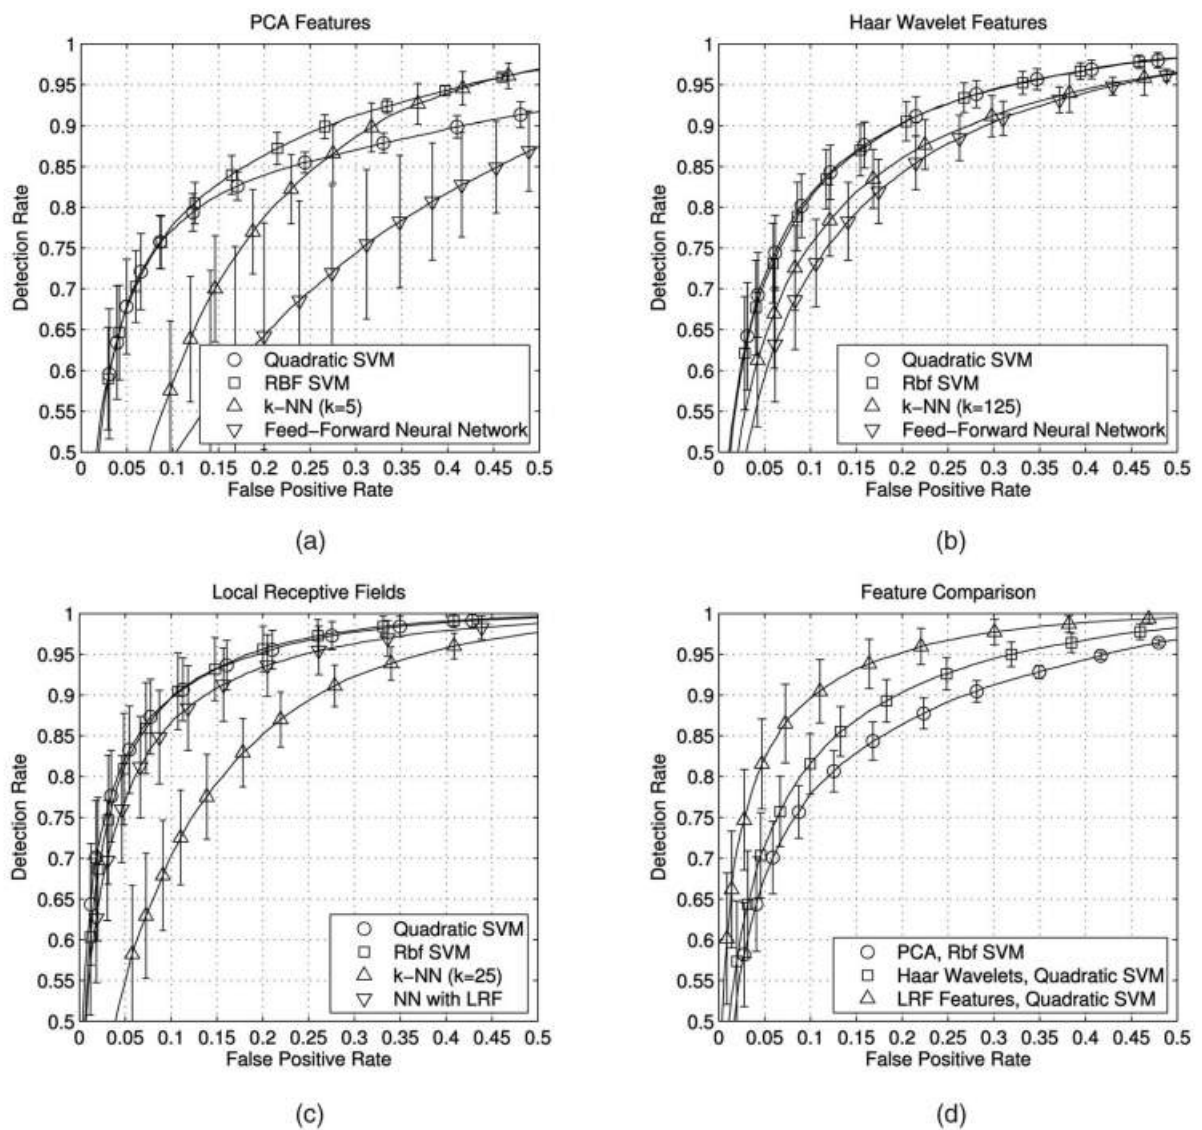 PCA Features
1
0.95
0.9
0.85
0.8
0.75
0.7
0.65
0.6
0.55
0.5
Detection Rate
Quadratic SVM
RBF SVM
k-NN (k=5)
Feed-Forward Neural Network
0 0.05 0.1 0.15 0.2 0.25 0.3 0.35 0.4 0.45 0.5
False Positive Rate
(a)
Haar Wavelet Features
1
0.95
0.9
0.85
0.8
0.75
0.7
0.65
0.6
0.55
0.5
Detection Rate
Quadratic SVM
Rbf SVM
k-NN (k=125)
Feed-Forward Neural Network
0 0.05 0.1 0.15 0.2 0.25 0.3 0.35 0.4 0.45 0.5
False Positive Rate
(b)
Local Receptive Fields
1
0.95
0.9
0.85
0.8
0.75
0.7
0.65
0.6
0.55
0.5
Detection Rate
Quadratic SVM
Rbf SVM
k-NN (k=25)
NN with LRF
0 0.05 0.1 0.15 0.2 0.25 0.3 0.35 0.4 0.45 0.5
False Positive Rate
(c)
Feature Comparison
1
0.95
0.9
0.85
0.8
0.75
0.7
0.65
0.6
0.55
0.5
Detection Rate
PCA, Rbf SVM
Haar Wavelets, Quadratic SVM
LRF Features, Quadratic SVM
0 0.05 0.1 0.15 0.2 0.25 0.3 0.35 0.4 0.45 0.5
False Positive Rate
(d)